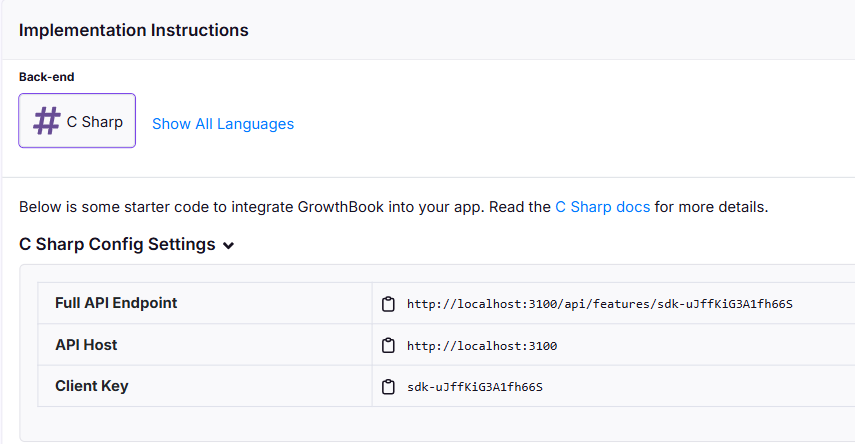 Implementation Instructions
Back-end
C Sharp
Show All Languages
Below is some starter code to integrate GrowthBook into your app. Read the C Sharp docs for more details.
C Sharp Config Settings
Full API Endpoint http://localhost:3100/api/features/sdk-uJffKiG3A1fh66S
API Host http://localhost:3100
Client Key sdk-uJffKiG3A1fh66S